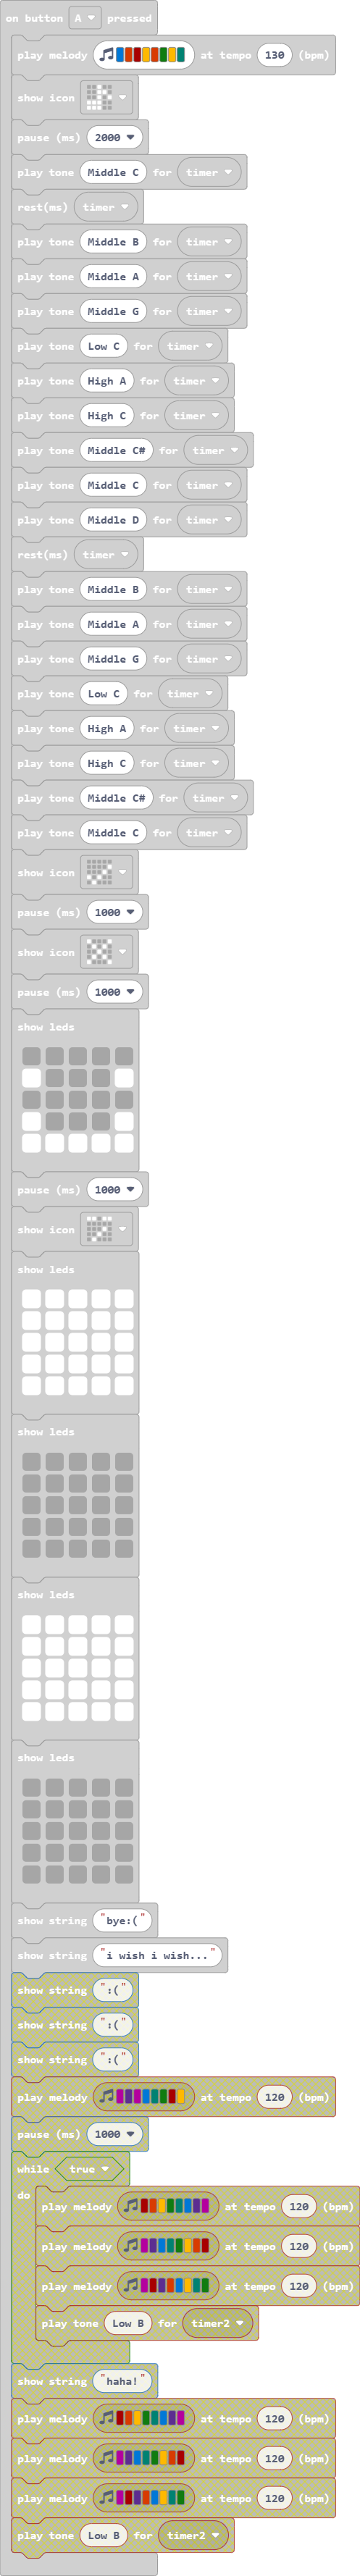 on button A pressed
play melody at tempo 130 (bpm)
show icon
pause (ms) 2000
play tone Middle C for timer
rest(ms) timer
play tone Middle B for timer
play tone Middle A for timer
play tone Middle G for timer
play tone Low C for timer
play tone High A for timer
play tone High C for timer
play tone Middle C# for timer
play tone Middle C for timer
play tone Middle D for timer
rest(ms) timer
play tone Middle B for timer
play tone Middle A for timer
play tone Middle G for timer
play tone Low C for timer
play tone High A for timer
play tone High C for timer
play tone Middle C# for timer
play tone Middle C for timer
show icon
pause (ms) 1000
show icon
pause (ms) 1000
show leds
pause (ms) 1000
show icon
show leds
show leds
show leds
show leds
show string "bye:("
show string "i wish i wish..."
show string ":("
show string ":("
show string ":("
play melody at tempo 120 (bpm)
pause (ms) 1000
while true
do
play melody at tempo 120 (bpm)
play melody at tempo 120 (bpm)
play melody at tempo 120 (bpm)
play tone Low B for timer2
show string "haha!"
play melody at tempo 120 (bpm)
play melody at tempo 120 (bpm)
play melody at tempo 120 (bpm)
play tone Low B for timer2